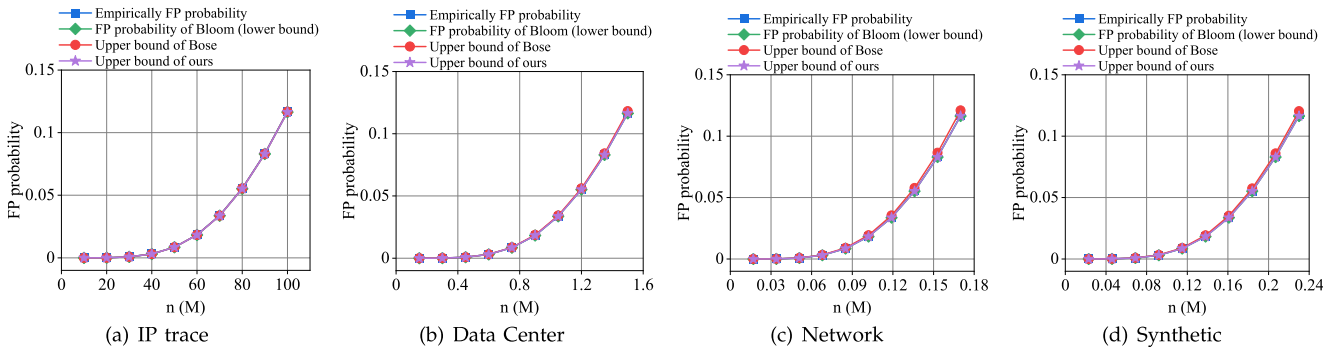 Empirically FP probability
FP probability of Bloom (lower bound)
Upper bound of Bose
Upper bound of ours
0.15
0.1
0.05
0
FP probability
0 20 40 60 80 100
n (M)
(a) IP trace
Empirically FP probability
FP probability of Bloom (lower bound)
Upper bound of Bose
Upper bound of ours
0.15
0.1
0.05
0
FP probability
0 0.4 0.8 1.2 1.6
n (M)
(b) Data Center
Empirically FP probability
FP probability of Bloom (lower bound)
Upper bound of Bose
Upper bound of ours
0.15
0.1
0.05
0
FP probability
0 0.03 0.06 0.09 0.12 0.15 0.18
n (M)
(c) Network
Empirically FP probability
FP probability of Bloom (lower bound)
Upper bound of Bose
Upper bound of ours
0.15
0.1
0.05
0
FP probability
0 0.04 0.08 0.12 0.16 0.2 0.24
n (M)
(d) Synthetic